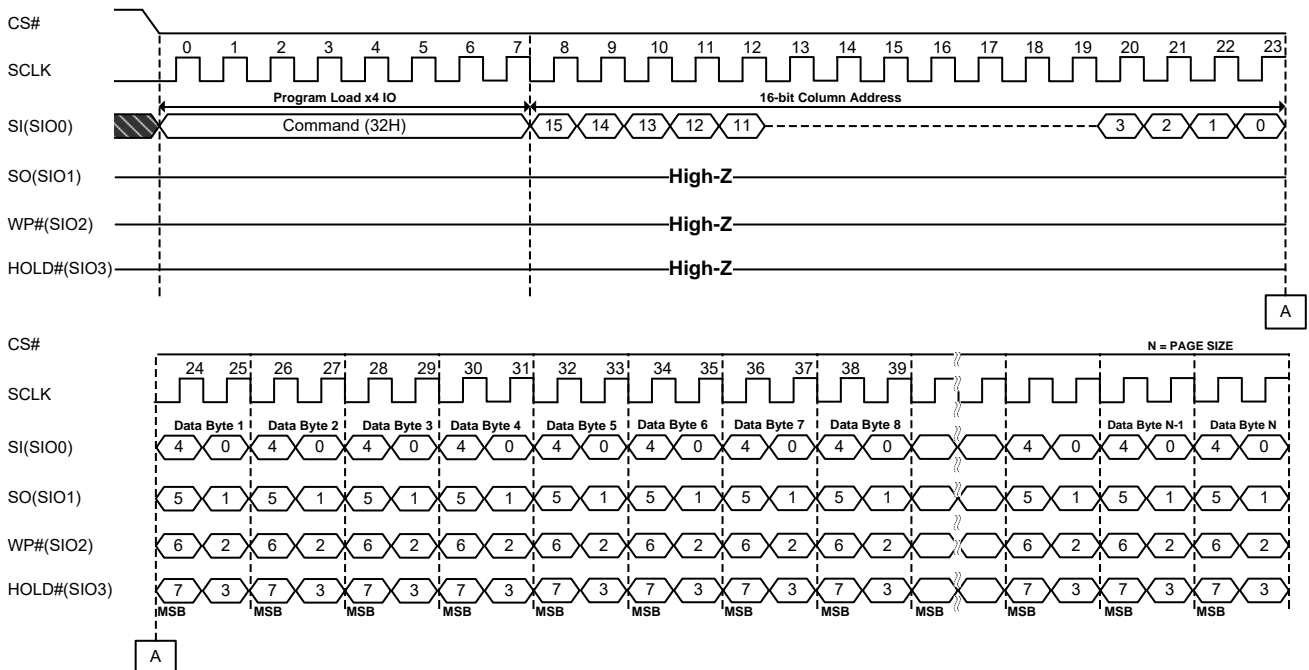 CS#
0 1 2 3 4 5 6 7 8 9 10 11 12 13 14 15 16 17 18 19 20 21 22 23
SCLK
Program Load x4 IO 16-bit Column Address
SI(SIO0) Command (32H) 15 14 13 12 11 3 2 1 0
SO(SIO1) High-Z
WP#(SIO2) High-Z
HOLD#(SIO3) High-Z
A
CS#
N = PAGE SIZE
24 25 26 27 28 29 30 31 32 33 34 35 36 37 38 39
SCLK
Data Byte 1 Data Byte 2 Data Byte 3 Data Byte 4 Data Byte 5 Data Byte 6 Data Byte 7 Data Byte 8 Data Byte N-1 Data Byte N
SI(SIO0) 4 0 4 0 4 0 4 0 4 0 4 0 4 0 4 0 4 0 4 0 4 0
SO(SIO1) 5 1 5 1 5 1 5 1 5 1 5 1 5 1 5 1 5 1 5 1 5 1
WP#(SIO2) 6 2 6 2 6 2 6 2 6 2 6 2 6 2 6 2 6 2 6 2 6 2
HOLD#(SIO3) 7 3 7 3 7 3 7 3 7 3 7 3 7 3 7 3 7 3 7 3 7 3
MSB MSB MSB MSB MSB MSB MSB MSB MSB MSB MSB MSB
A